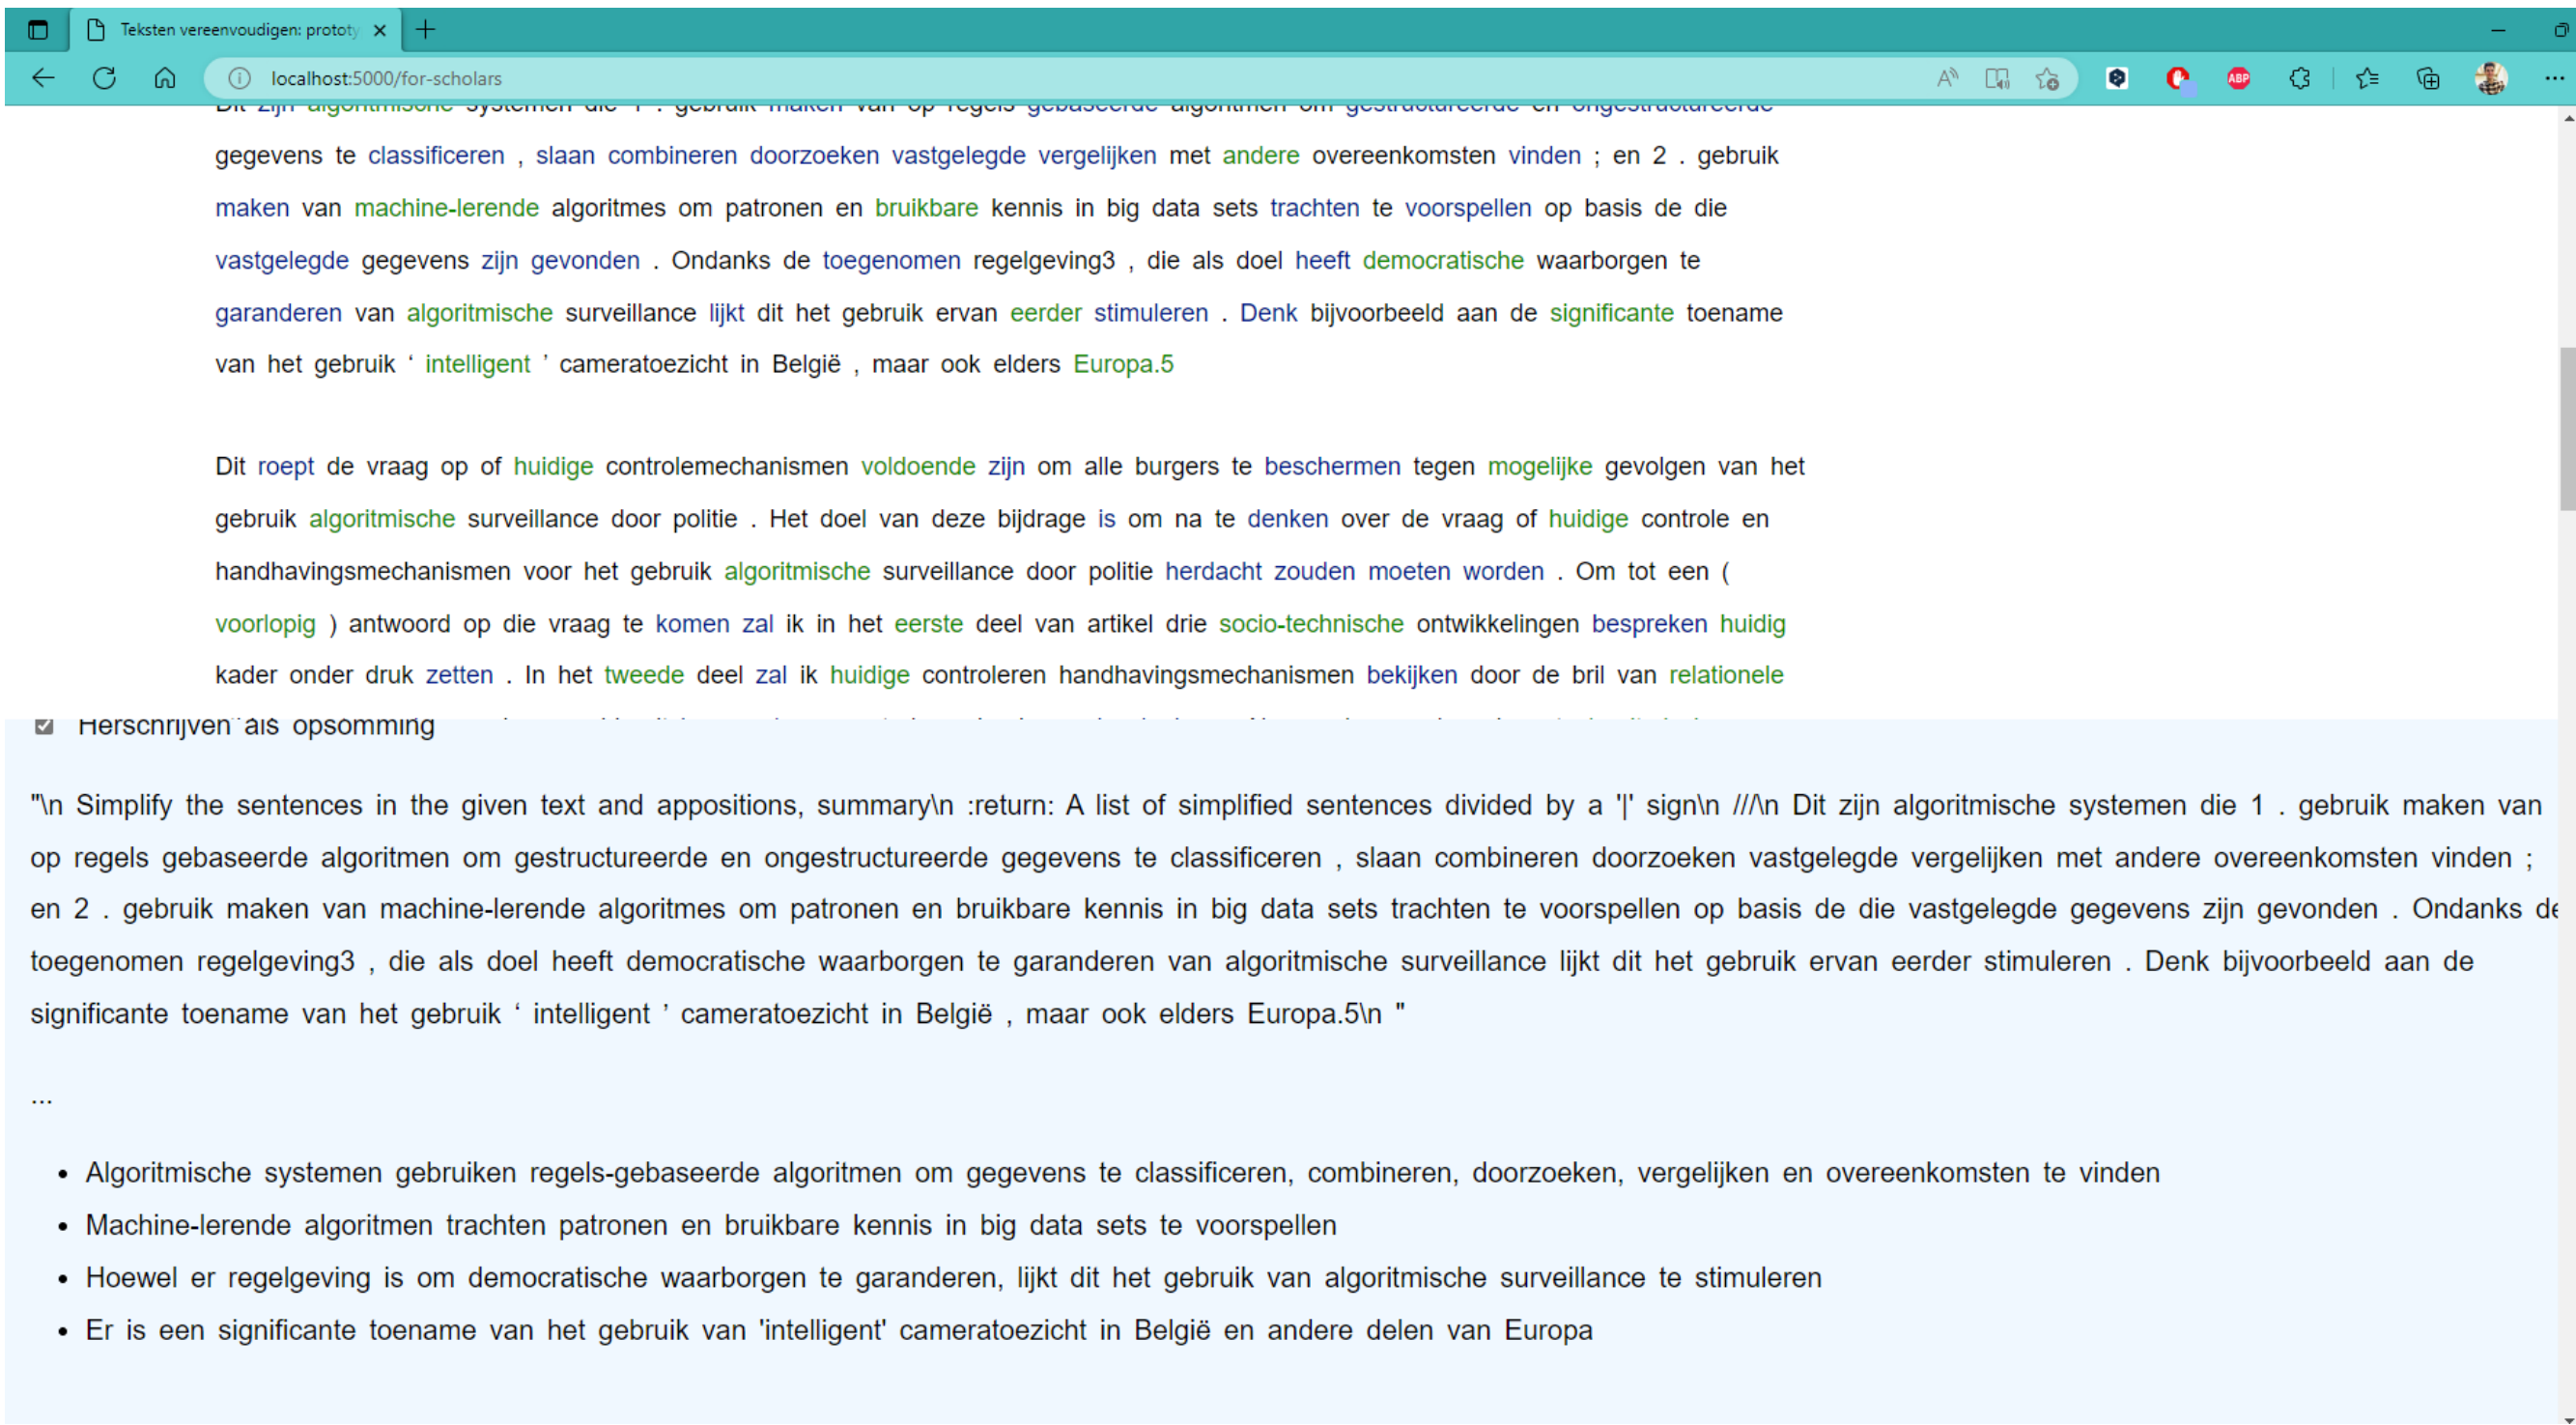 Teksten vereenvoudigen: prototy
localhost:5000/for-scholars
ABP
Dit zijn algoritmische systemen die 1 . gebruik maken van op regels gebaseerde algoritmen om gestructureerde en ongestructureerde
gegevens te classificeren , slaan combineren doorzoeken vastgelegde vergelijken met andere overeenkomsten vinden ; en 2 . gebruik
maken van machine-lerende algoritmes om patronen en bruikbare kennis in big data sets trachten te voorspellen op basis de die
vastgelegde gegevens zijn gevonden . Ondanks de toegenomen regelgeving3 , die als doel heeft democratische waarborgen te
garanderen van algoritmische surveillance lijkt dit het gebruik ervan eerder stimuleren . Denk bijvoorbeeld aan de significante toename
van het gebruik ‘ intelligent ’ cameratoezicht in België , maar ook elders Europa.5
Dit roept de vraag op of huidige controlemechanismen voldoende zijn om alle burgers te beschermen tegen mogelijke gevolgen van het
gebruik algoritmische surveillance door politie . Het doel van deze bijdrage is om na te denken over de vraag of huidige controle en
handhavingsmechanismen voor het gebruik algoritmische surveillance door politie herdacht zouden moeten worden . Om tot een (
voorlopig ) antwoord op die vraag te komen zal ik in het eerste deel van artikel drie socio-technische ontwikkelingen bespreken huidig
kader onder druk zetten . In het tweede deel zal ik huidige controleren handhavingsmechanismen bekijken door de bril van relationele
Herschrijven als opsomming
"\n Simplify the sentences in the given text and appositions, summary\n :return: A list of simplified sentences divided by a '|' sign\n ///\n Dit zijn algoritmische systemen die 1 . gebruik maken van
op regels gebaseerde algoritmen om gestructureerde en ongestructureerde gegevens te classificeren , slaan combineren doorzoeken vastgelegde vergelijken met andere overeenkomsten vinden ;
en 2 . gebruik maken van machine-lerende algoritmes om patronen en bruikbare kennis in big data sets trachten te voorspellen op basis de die vastgelegde gegevens zijn gevonden . Ondanks de
toegenomen regelgeving3 , die als doel heeft democratische waarborgen te garanderen van algoritmische surveillance lijkt dit het gebruik ervan eerder stimuleren . Denk bijvoorbeeld aan de
significante toename van het gebruik ‘ intelligent ’ cameratoezicht in België , maar ook elders Europa.5\n "
...
• Algoritmische systemen gebruiken regels-gebaseerde algoritmen om gegevens te classificeren, combineren, doorzoeken, vergelijken en overeenkomsten te vinden
• Machine-lerende algoritmen trachten patronen en bruikbare kennis in big data sets te voorspellen
• Hoewel er regelgeving is om democratische waarborgen te garanderen, lijkt dit het gebruik van algoritmische surveillance te stimuleren
• Er is een significante toename van het gebruik van 'intelligent' cameratoezicht in België en andere delen van Europa